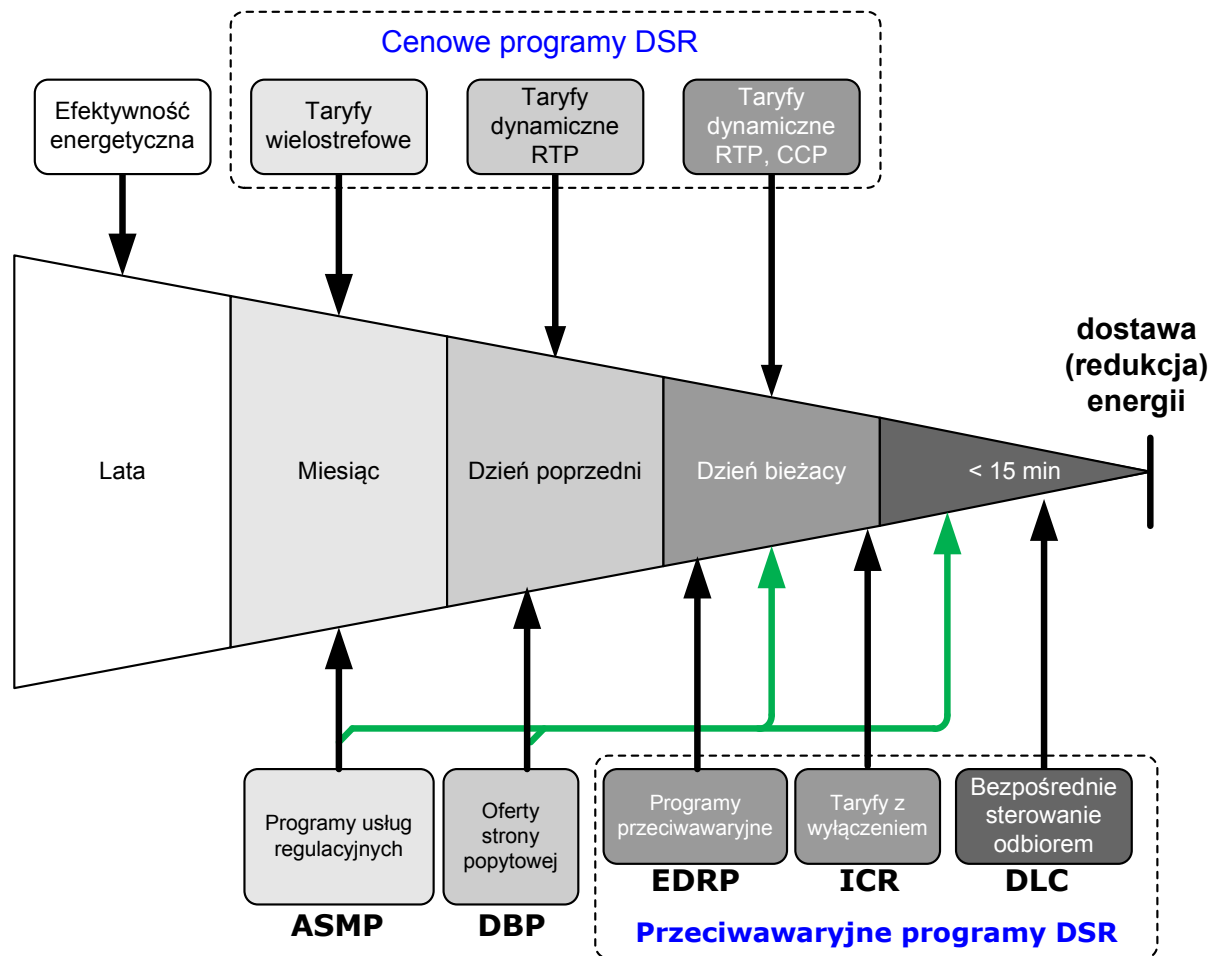 Cenowe programy DSR
Efektywność
energetyczna
Taryfy
wielostrefowe
Taryfy
dynamiczne
RTP
Taryfy
dynamiczne
RTP, CCP
dostawa
(redukcja)
energii
Lata
Miesiąc
Dzień poprzedni
Dzień bieżacy
< 15 min
Programy usług
regulacyjnych
ASMP
Oferty
strony
popytowej
DBP
Programy
przeciwawaryjne
EDRP
Taryfy z
wyłączeniem
ICR
Bezpośrednie
sterowanie
odbiorem
DLC
Przeciwawaryjne programy DSR